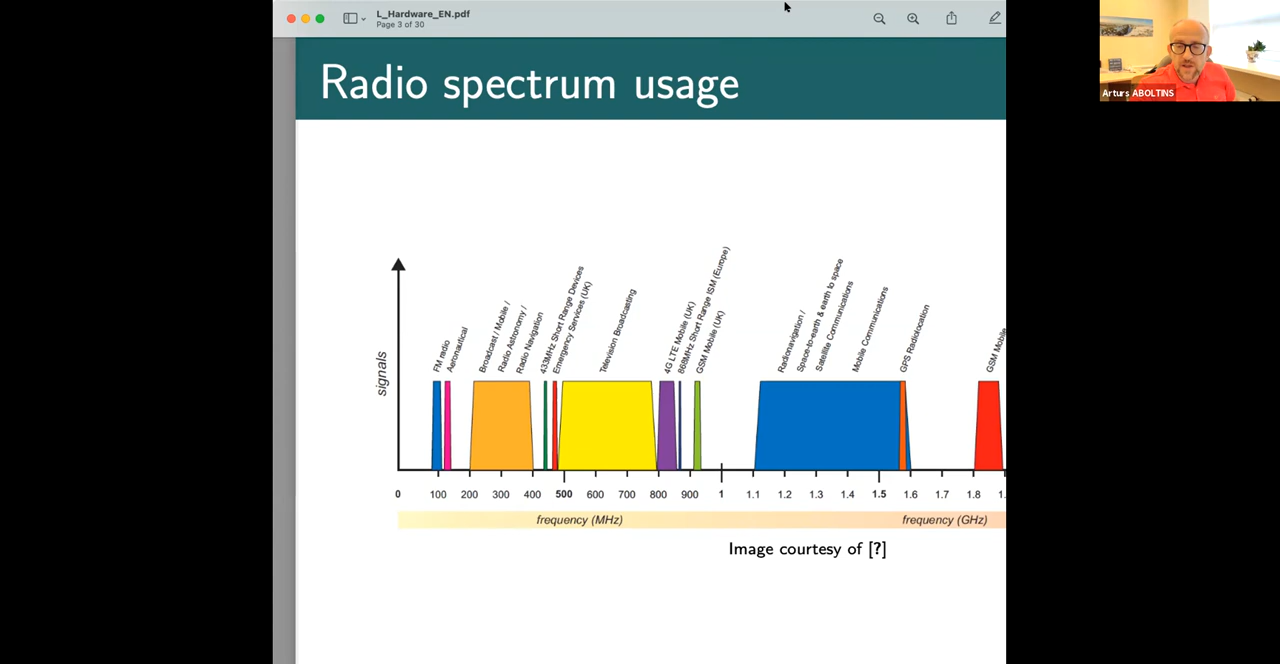 L_Hardware_EN.pdf
Page 3 of 30
Arturs ABOLTINS
Radio spectrum usage
signals
FM radio
Aeronautical
Broadcast / Mobile /
Radio Astronomy /
Radio Navigation
433MHz Short Range Devices
Emergency Services (UK)
Television Broadcasting
4G LTE Mobile (UK)
868MHz Short Range ISM (Europe)
GSM Mobile (UK)
Radionavigation /
Space-to-earth & earth to space
Satellite Communications
Mobile Communications
GPS Radiolocation
GSM Mobile
0 100 200 300 400 500 600 700 800 900 1 1.1 1.2 1.3 1.4 1.5 1.6 1.7 1.8 1.
frequency (MHz) frequency (GHz)
Image courtesy of [?]